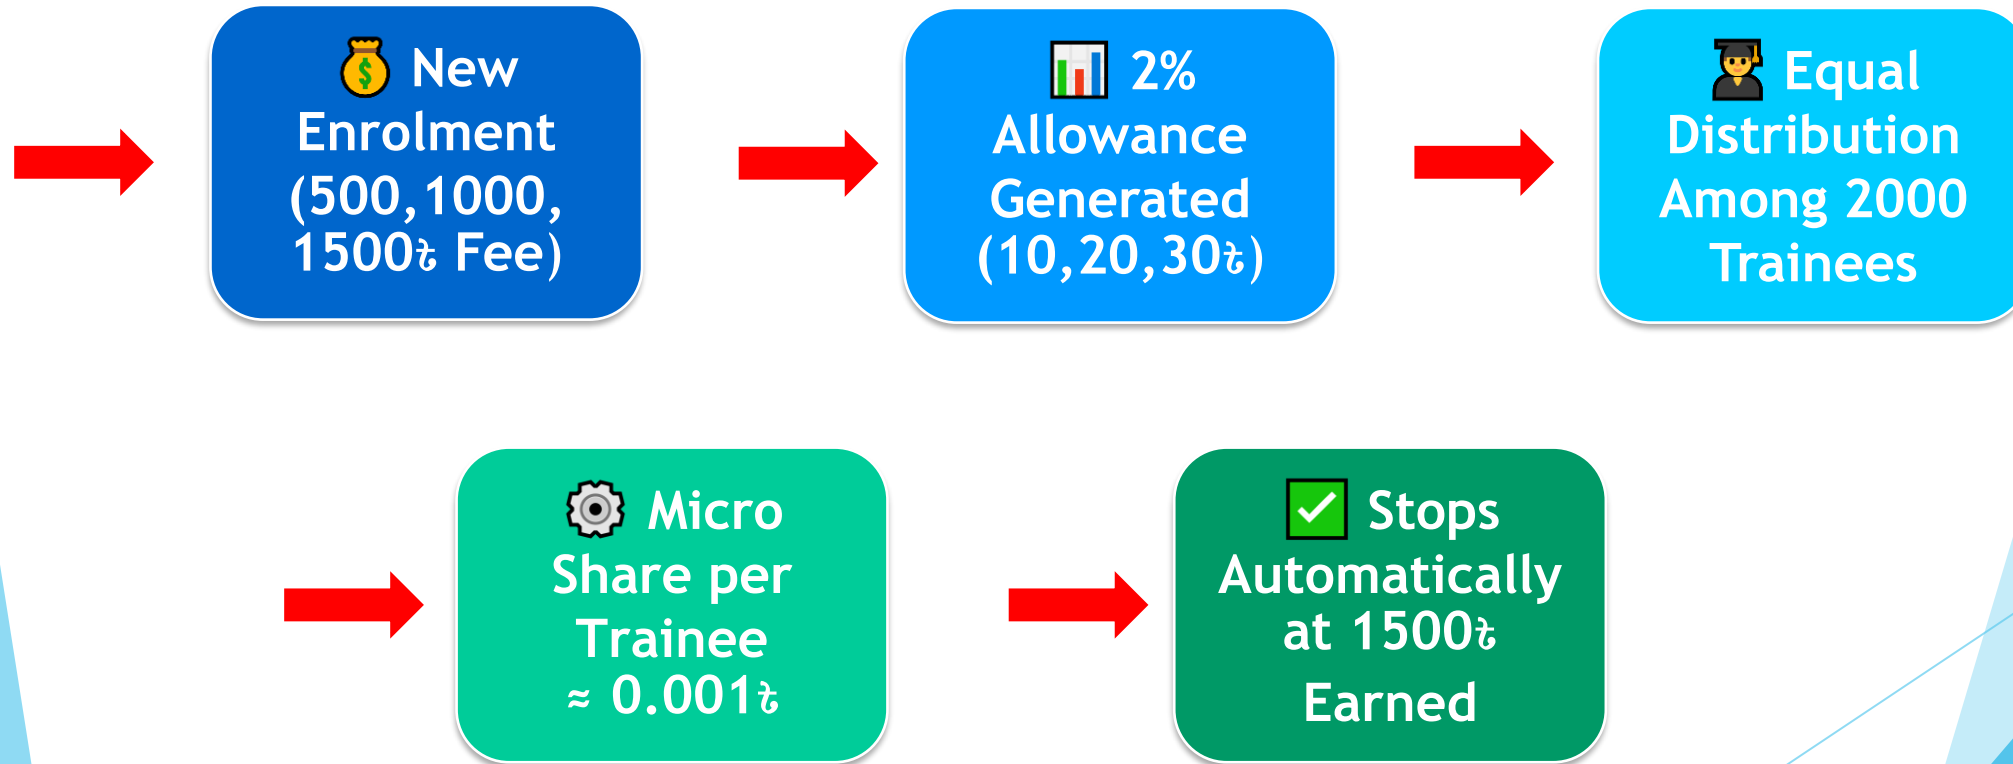 💰 New
Enrolment
(500,1000,
1500৳ Fee)
📊 2%
Allowance
Generated
(10,20,30৳)
👨‍🎓 Equal
Distribution
Among 2000
Trainees
⚙️ Micro
Share per
Trainee
≈ 0.001৳
✅ Stops
Automatically
at 1500৳
Earned